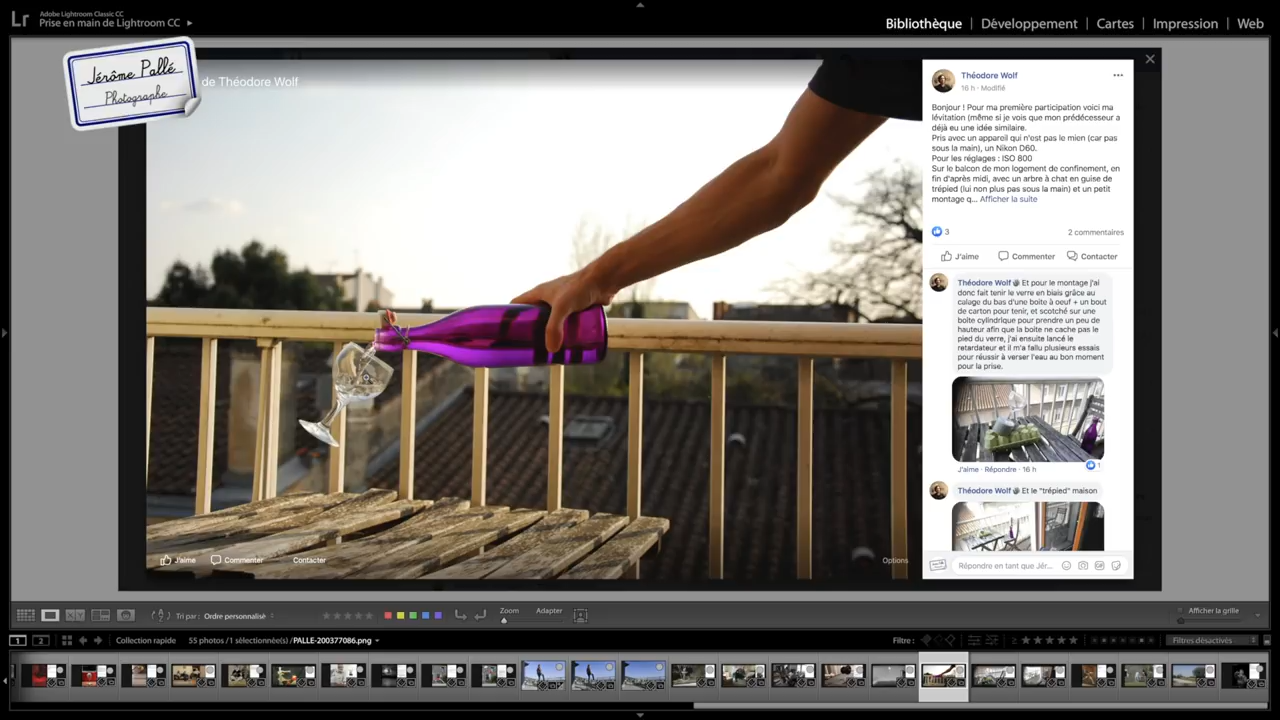 Lr
Adobe Lightroom Classic CC
Prise en main de Lightroom CC
Bibliothèque | Développement | Cartes | Impression | Web
Jérôme Pallé
Photographe
de Théodore Wolf
Théodore Wolf
16 h · Modifié
Bonjour ! Pour ma première participation voici ma
lévitation (même si je vois que mon prédécesseur a
déjà eu une idée similaire.
Pris avec un appareil qui n'est pas le mien (car pas
sous la main), un Nikon D60.
Pour les réglages : ISO 800
Sur le balcon de mon logement de confinement, en
fin d'après midi, avec un arbre à chat en guise de
trépied (lui non plus pas sous la main) et un petit
montage q... Afficher la suite
3
2 commentaires
J'aime
Commenter
Contacter
Théodore Wolf Et pour le montage j'ai
donc fait tenir le verre en biais grâce au
calage du bas d'une boite à oeuf + un bout
de carton pour tenir, et scotché sur une
boîte cylindrique pour prendre un peu de
hauteur afin que la boite ne cache pas le
pied du verre, j'ai ensuite lancé le
retardateur et il m'a fallu plusieurs essais
pour réussir à verser l'eau au bon moment
pour la prise.
J'aime · Répondre · 16 h
1
Théodore Wolf Et le "trépied" maison
J'aime
Commenter
Contacter
Options
Répondre en tant que Jér...
GIF
Tri par : Ordre personnalisé
Zoom
Adapter
Afficher la grille
1
2
Collection rapide
55 photos /1 sélectionnée(s) /PALLE-200377086.png
Filtre :
Filtres désactivés